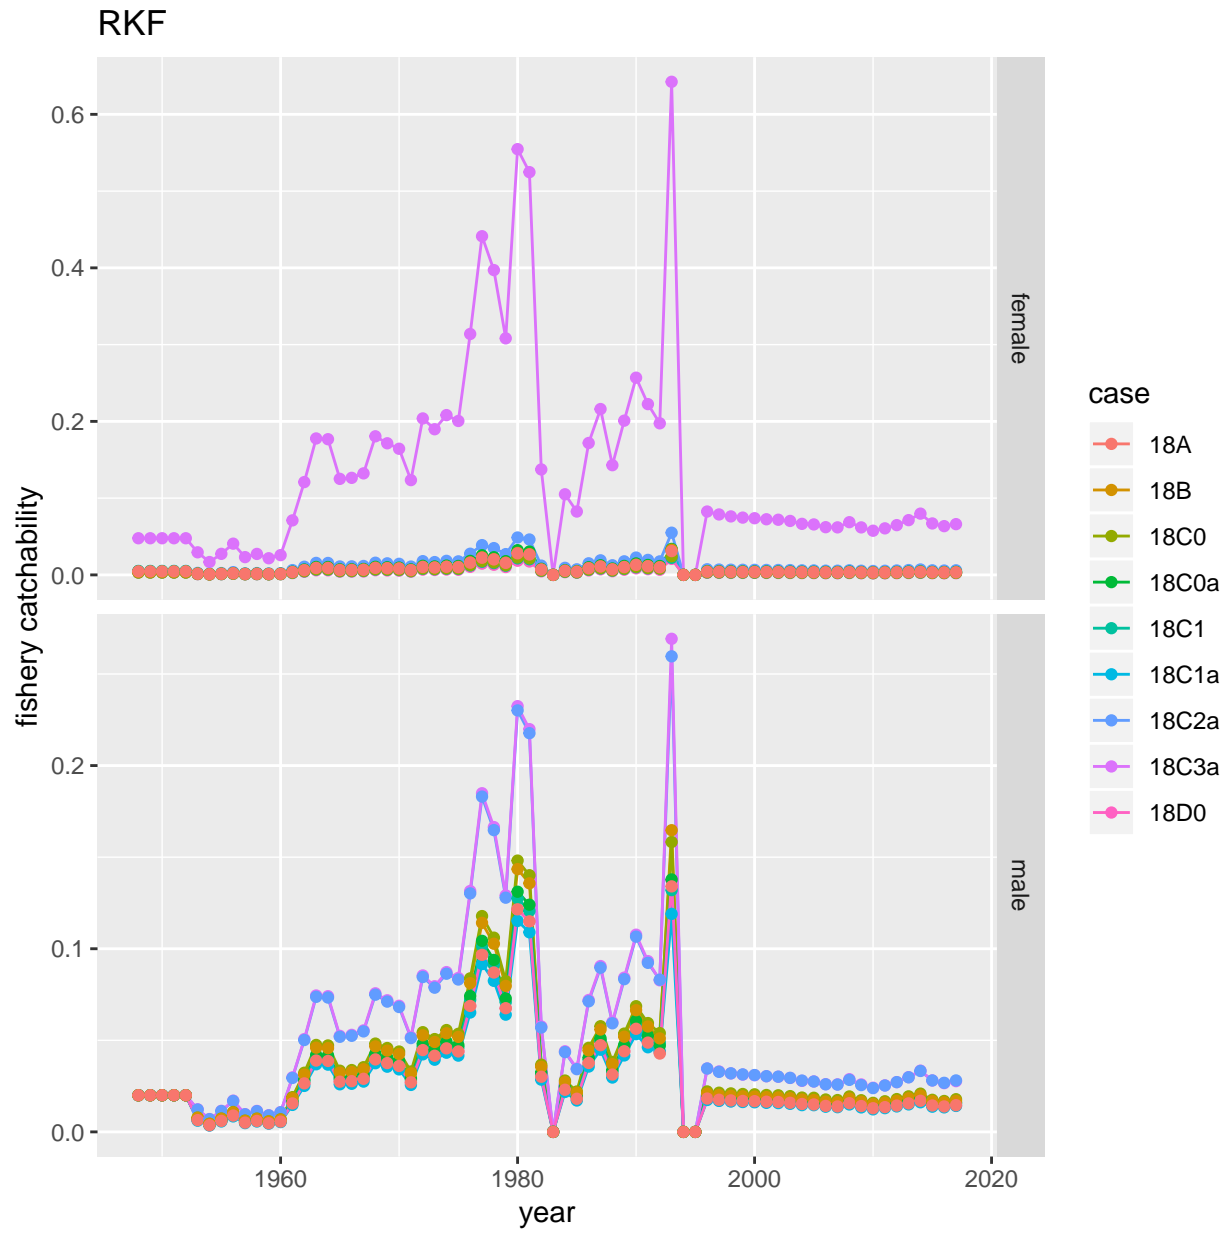 RKF
0.6
0.4
0.2
0.0
female
0.2
0.1
0.0
male
fishery catchability
1960
1980
2000
2020
year
case
18A
18B
18C0
18C0a
18C1
18C1a
18C2a
18C3a
18D0